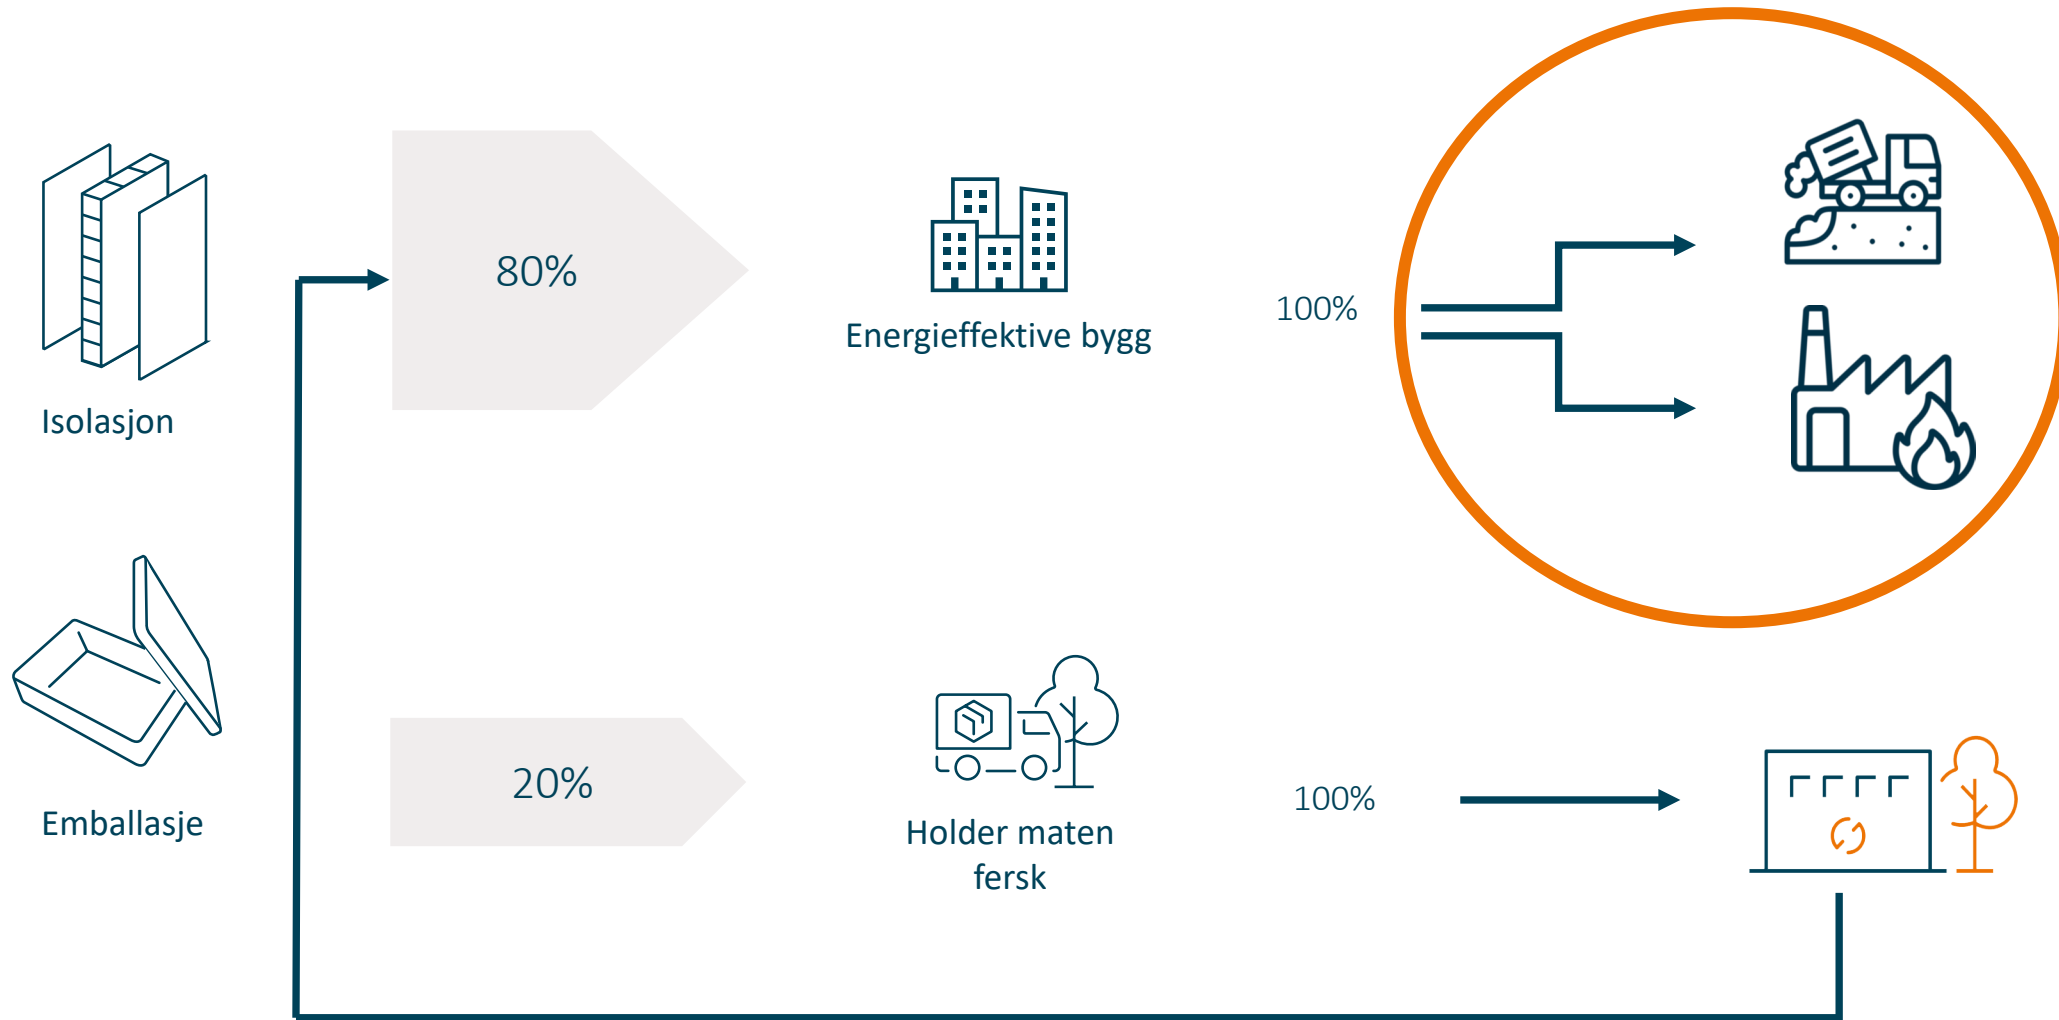 Isolasjon
80%
Energieffektive bygg
100%
Emballasje
20%
Holder maten
fersk
100%